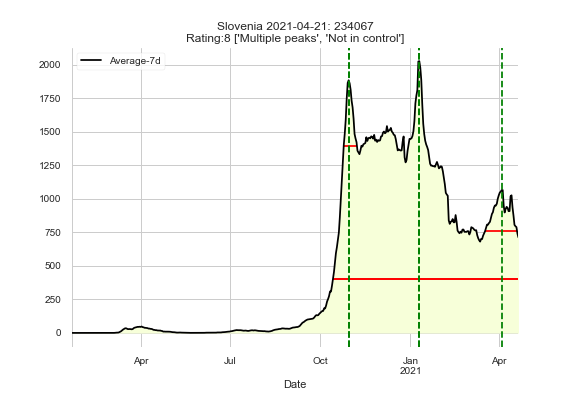 Slovenia 2021-04-21: 234067
Rating:8 ['Multiple peaks', 'Not in control']
Average-7d
2000
1750
1500
1250
1000
750
500
250
0
Apr
Jul
Oct
Jan
2021
Apr
Date